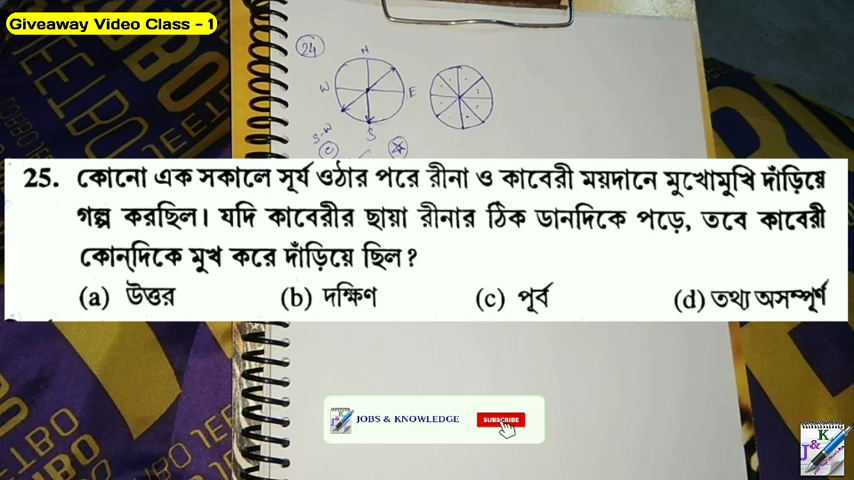 Giveaway Video Class - 1
24
N
W
E
S-W
S
25. কোনো এক সকালে সূর্য ওঠার পরে রীনা ও কাবেরী ময়দানে মুখোমুখি দাঁড়িয়ে
গল্প করছিল। যদি কাবেরীর ছায়া রীনার ঠিক ডানদিকে পড়ে, তবে কাবেরী
কোন্‌দিকে মুখ করে দাঁড়িয়ে ছিল?
(a) উত্তর (b) দক্ষিণ (c) পূর্ব (d) তথ্য অসম্পূর্ণ
JOBS & KNOWLEDGE SUBSCRIBE
J&K